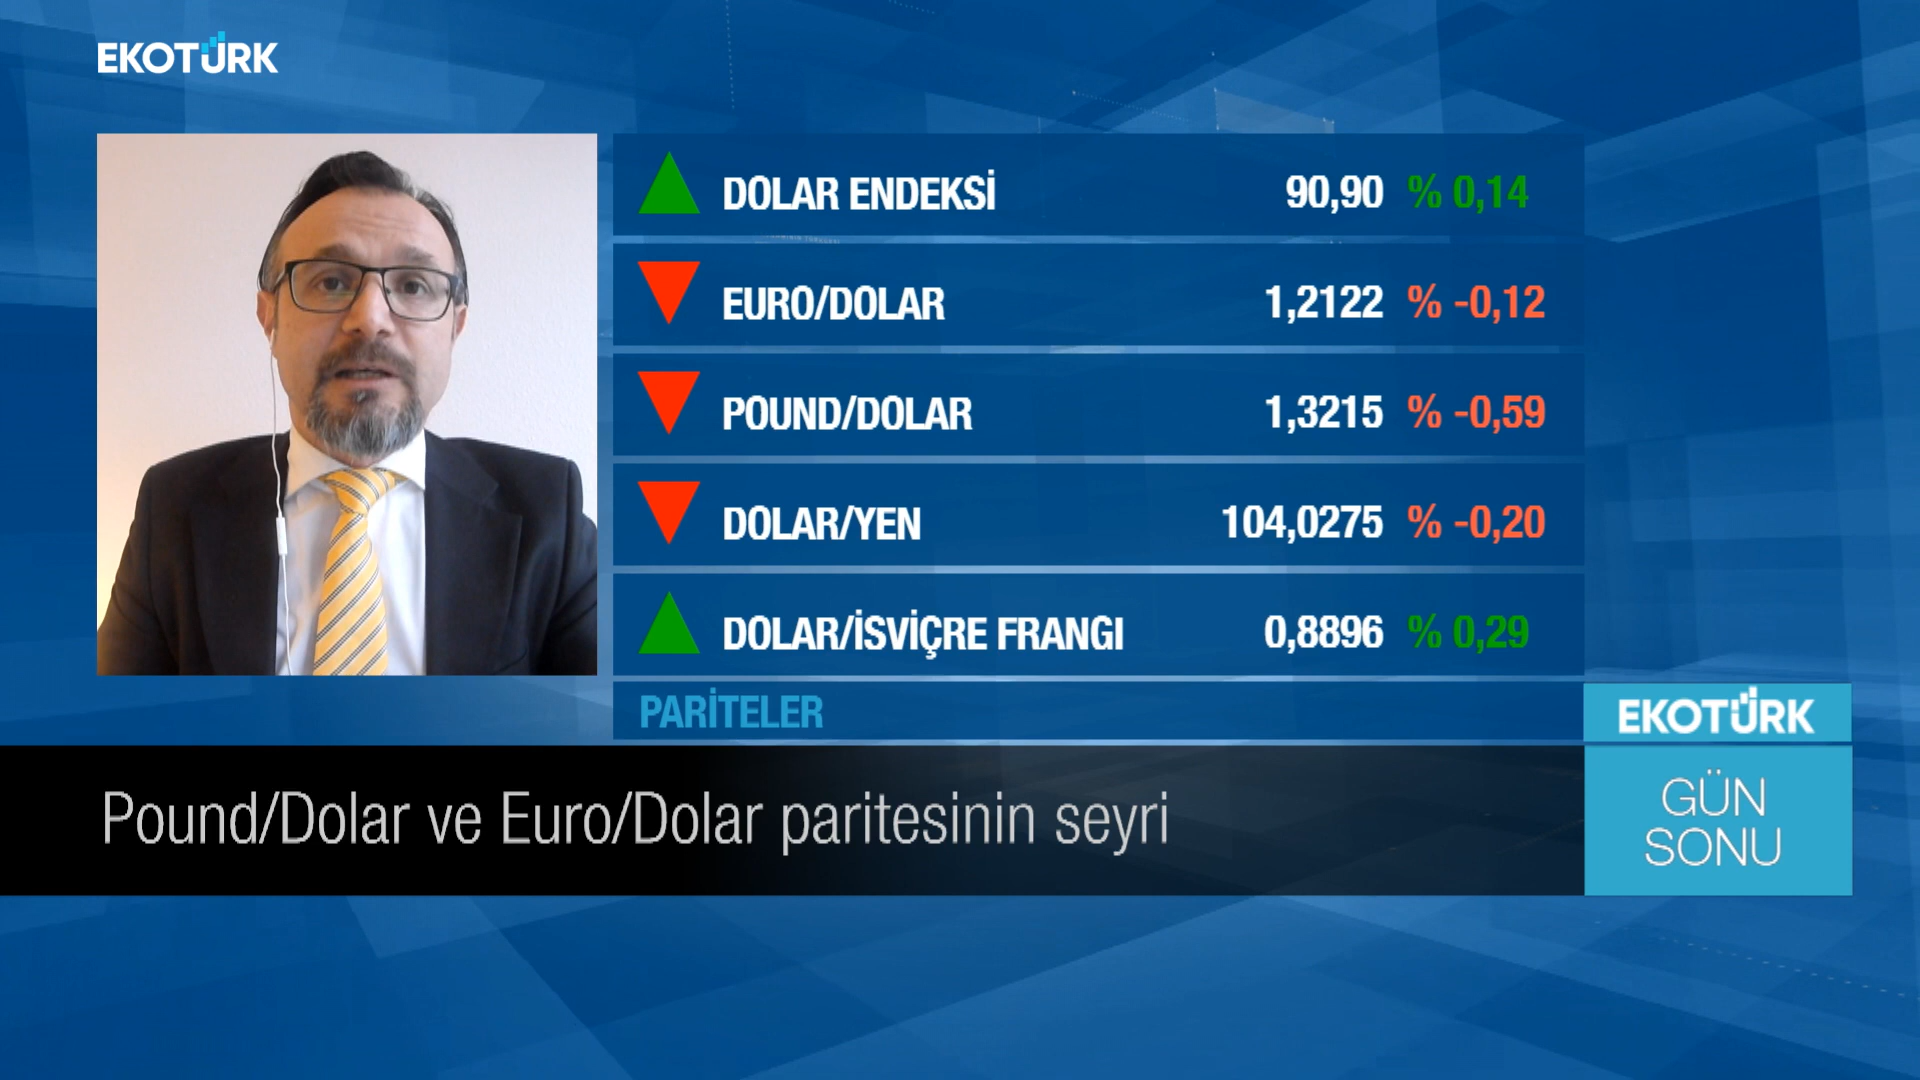 EKOTÜRK
DOLAR ENDEKSİ 90,90 % 0,14
EURO/DOLAR 1,2122 % -0,12
POUND/DOLAR 1,3215 % -0,59
DOLAR/YEN 104,0275 % -0,20
DOLAR/İSVİÇRE FRANGI 0,8896 % 0,29
PARİTELER
EKOTÜRK
Pound/Dolar ve Euro/Dolar paritesinin seyri
GÜN
SONU